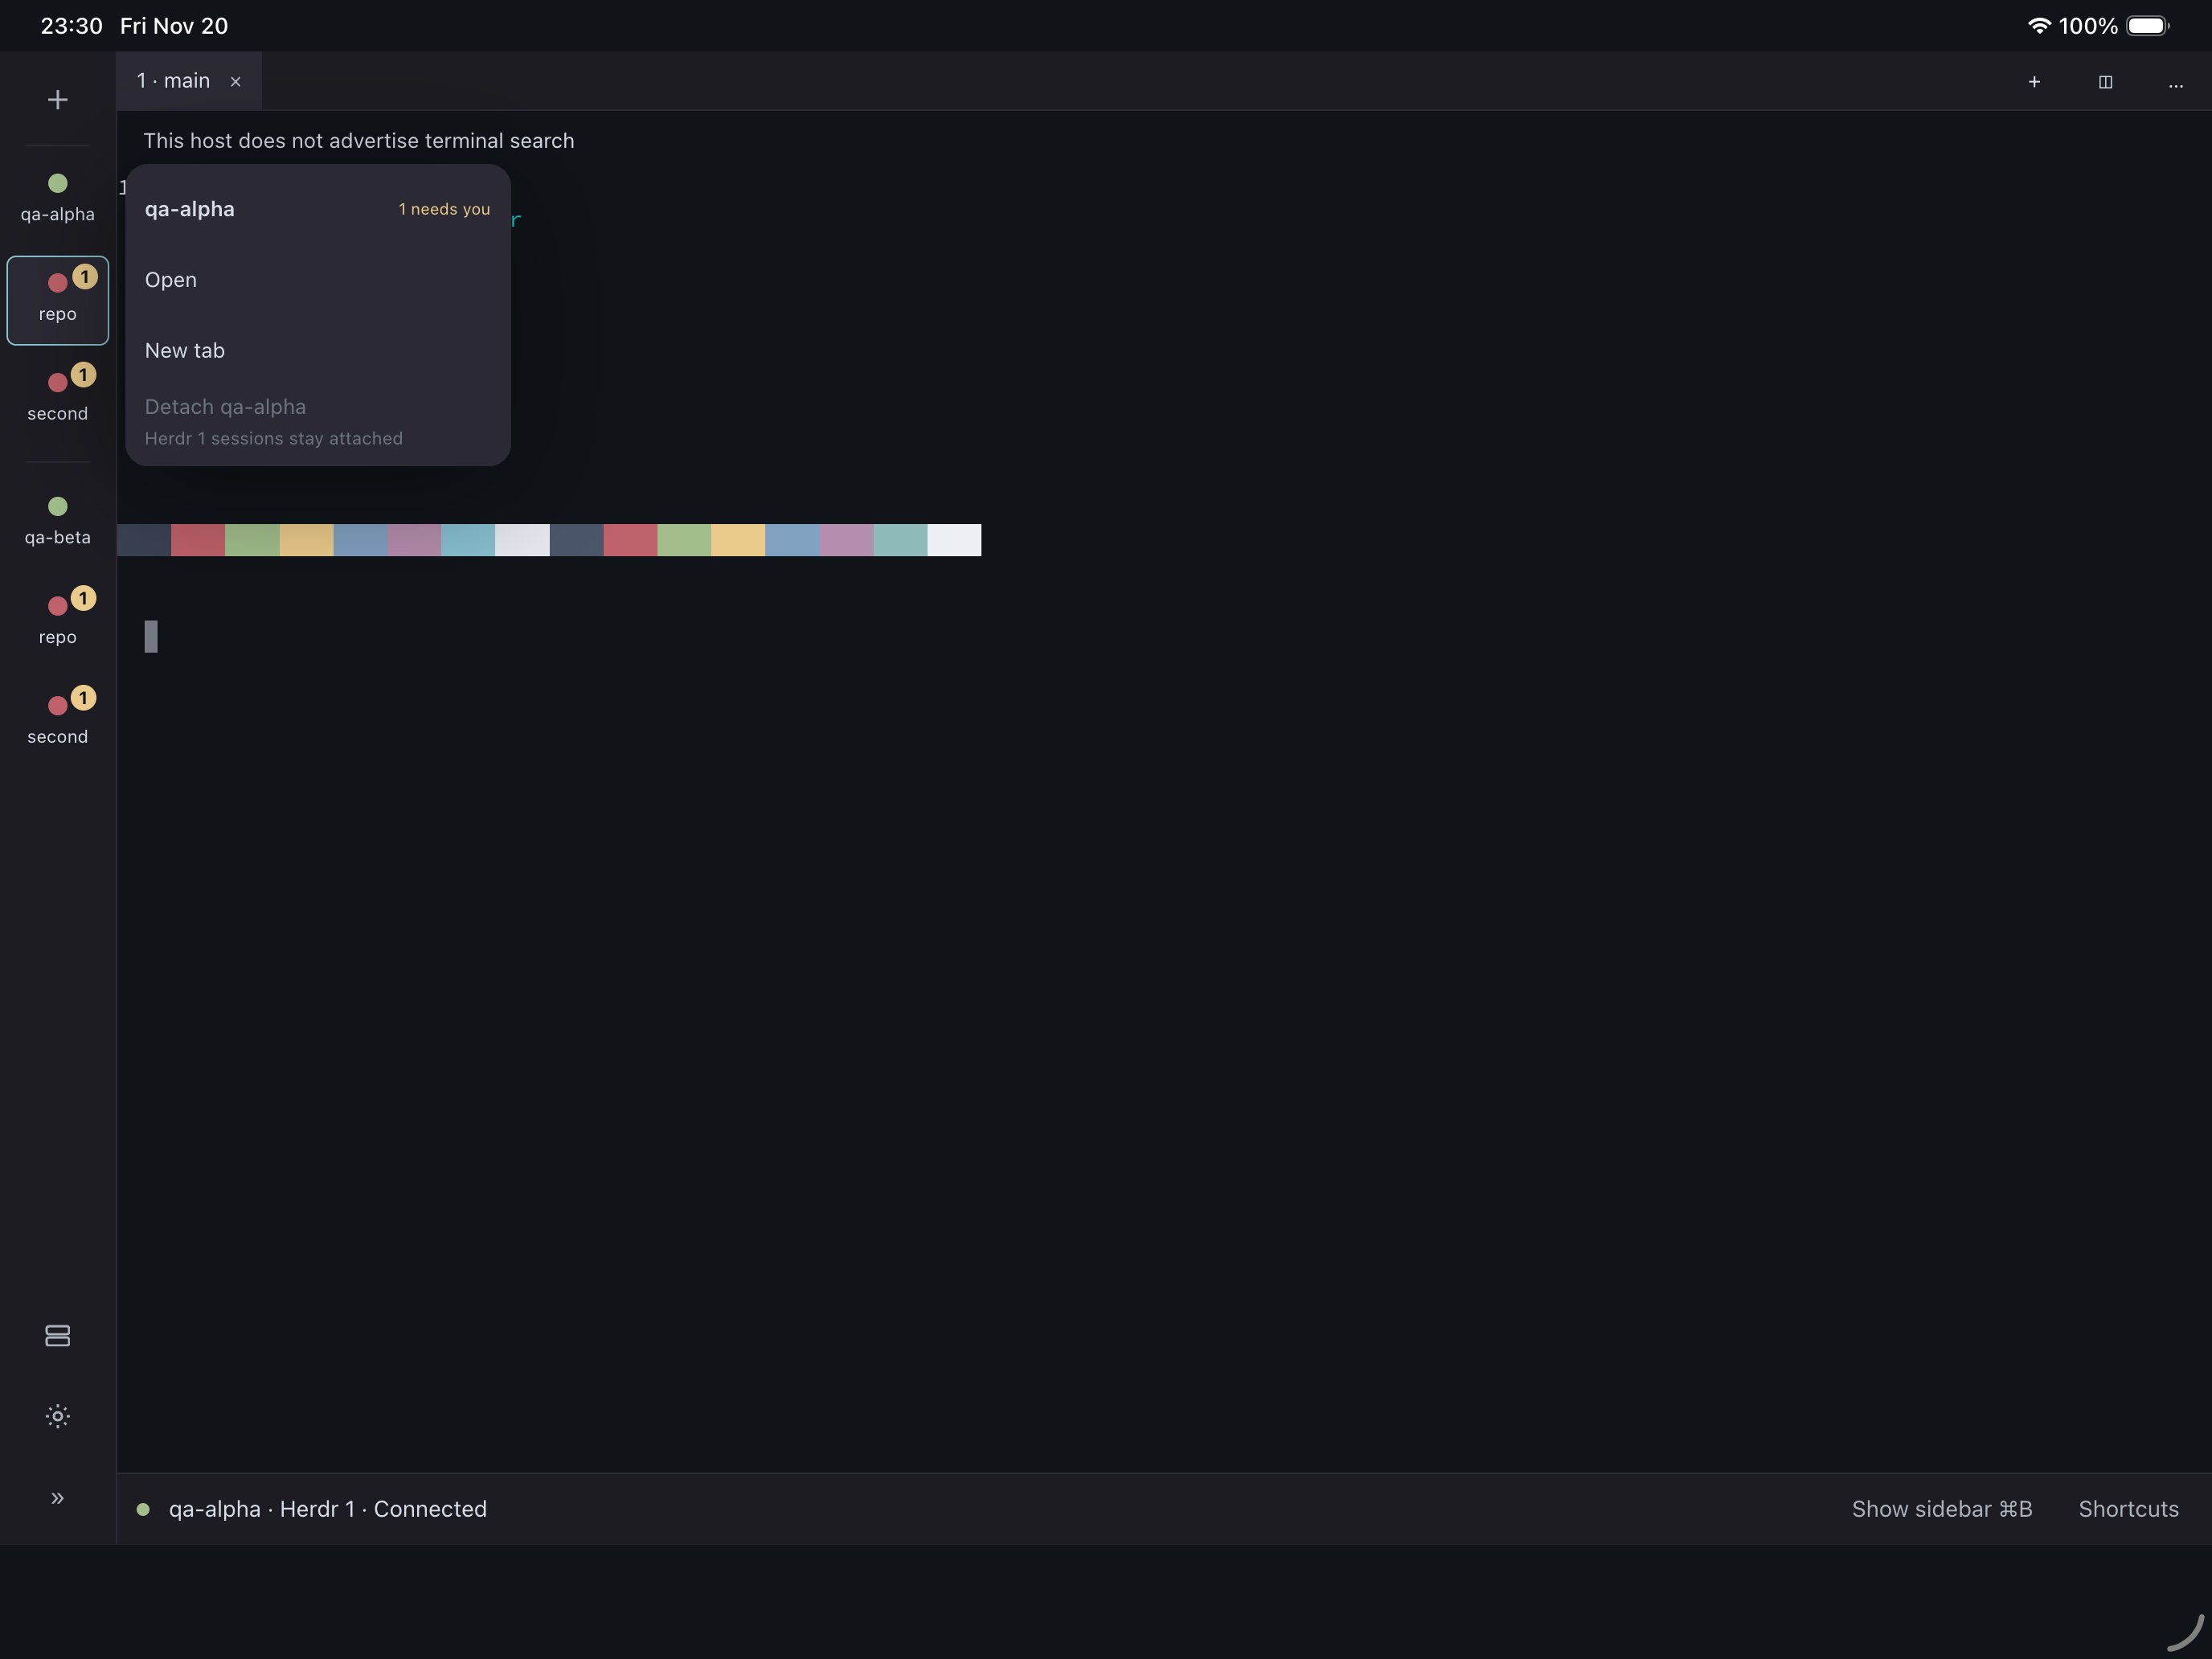 23:30 Fri Nov 20
100%
1 · main ×
+
...
This host does not advertise terminal search
qa-alpha
1
r
1
repo
1
second
qa-alpha 1 needs you
Open
New tab
Detach qa-alpha
Herdr 1 sessions stay attached
qa-beta
1
repo
1
second
»
qa-alpha · Herdr 1 · Connected
Show sidebar ⌘B
Shortcuts